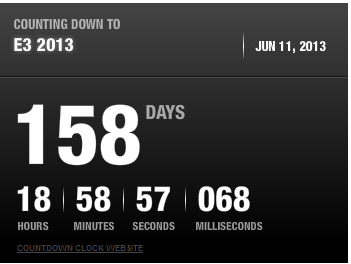 COUNTING DOWN TO
E3 2013
JUN 11, 2013
158 DAYS
18 58 57 068
HOURS MINUTES SECONDS MILLISECONDS
COUNTDOWN CLOCK WEBSITE